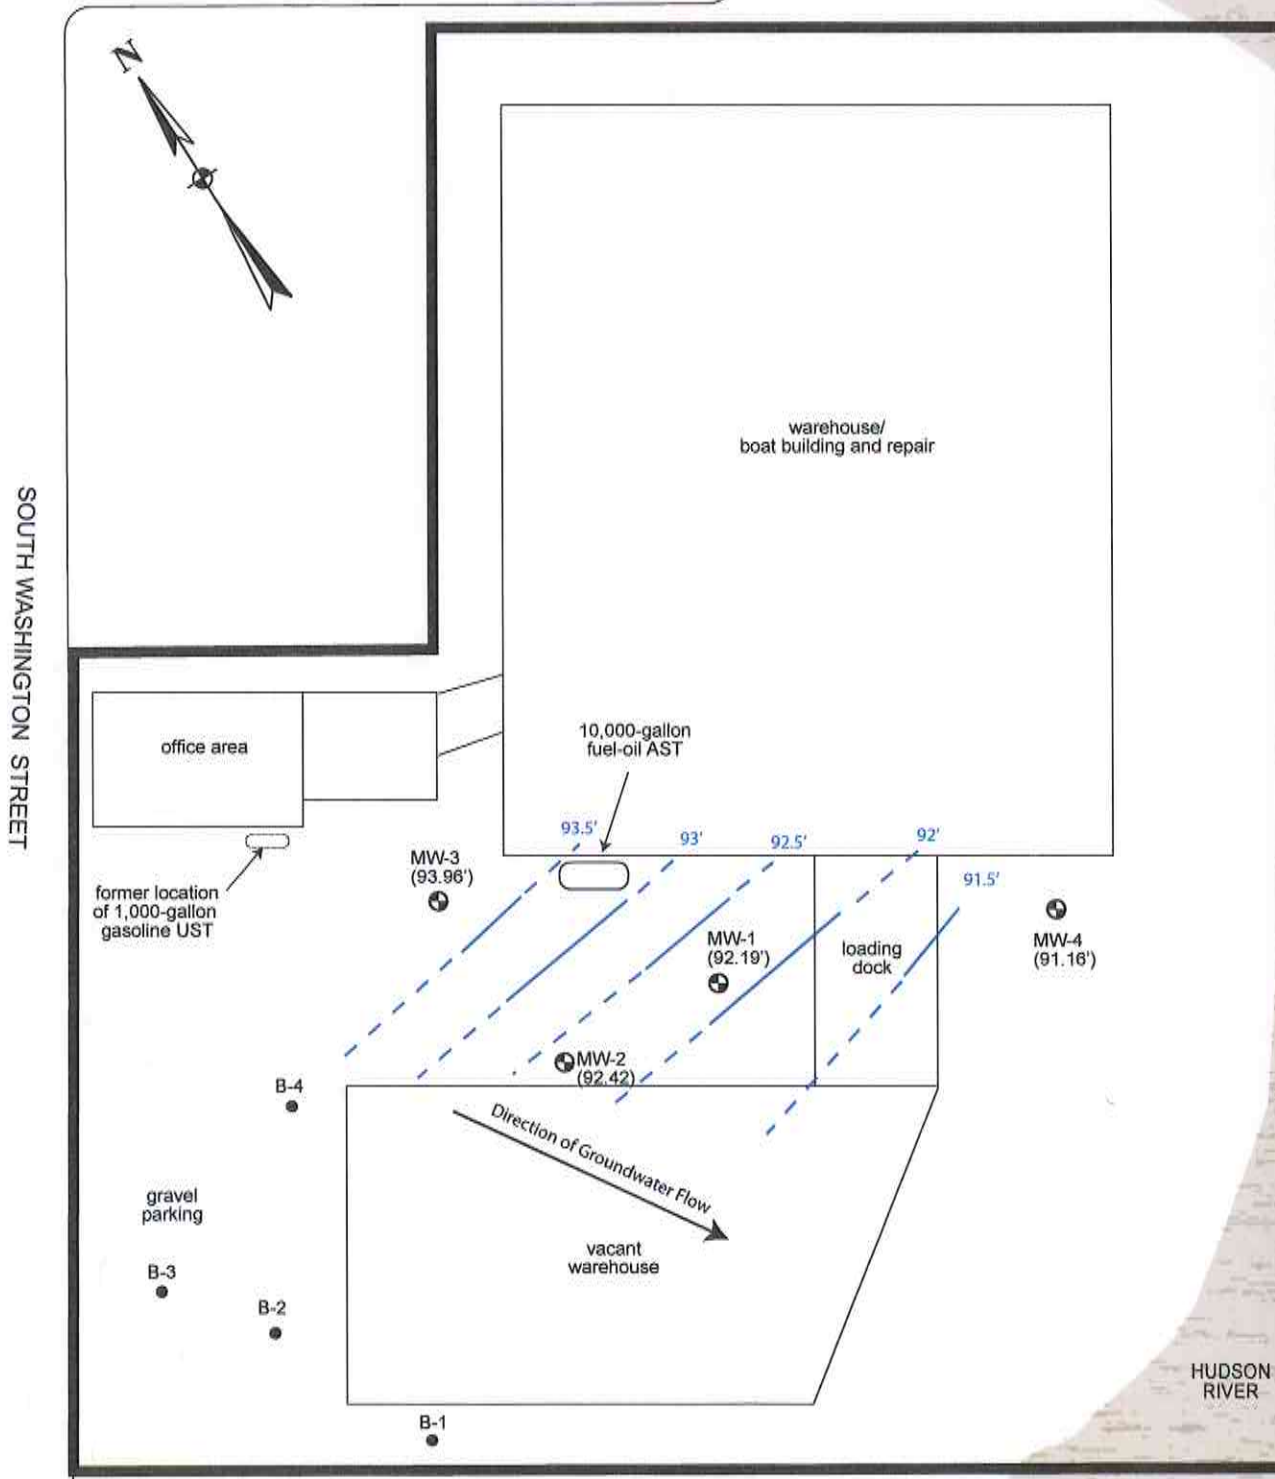 N
warehouse/
boat building and repair
SOUTH WASHINGTON STREET
office area
10,000-gallon
fuel-oil AST
93.5'
93'
92.5'
92'
91.5'
MW-3
(93.96')
former location
of 1,000-gallon
gasoline UST
MW-1
(92.19')
loading
dock
MW-4
(91.16')
MW-2
(92.42)
B-4
Direction of Groundwater Flow
gravel
parking
vacant
warehouse
B-3
B-2
HUDSON
RIVER
B-1